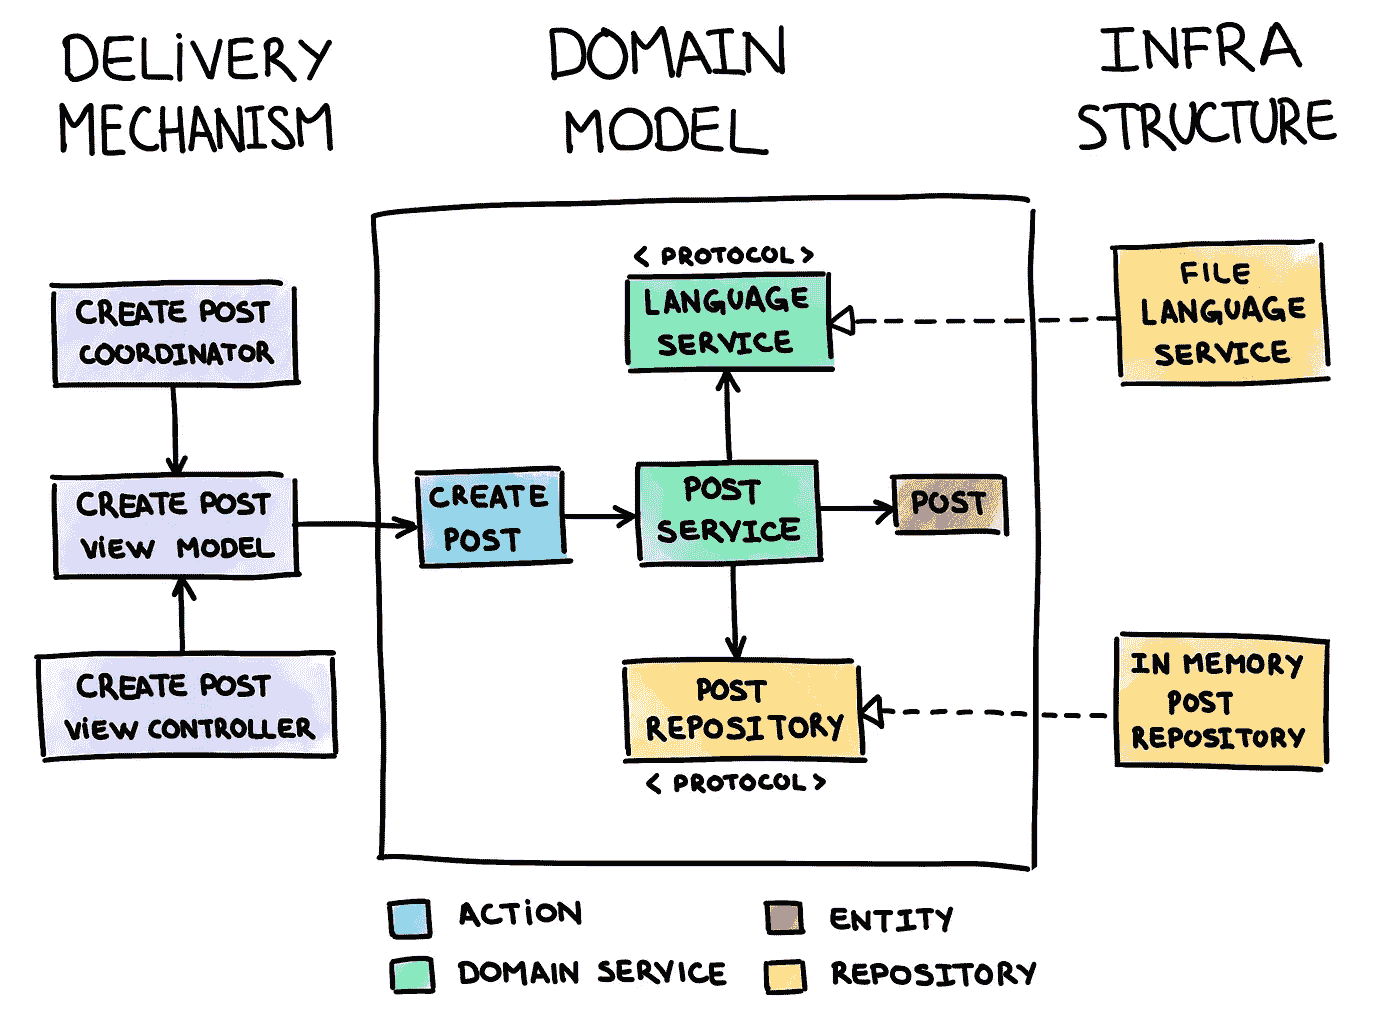 DELiVERY
MECHANISM
DOMAIN
MODEL
INFRA
STRUCTURE
CREATE POST
COORDINATOR
CREATE POST
ViEW MODEL
CREATE POST
ViEW CONTROLLER
< PROTOCOL >
LANGUAGE
SERVICE
CREATE
POST
POST
SERVICE
POST
POST
REPOSITORY
< PROTOCOL >
FILE
LANGUAGE
SERVICE
IN MEMORY
POST
REPOSITORY
ACTiON
ENTITY
DOMAIN SERVICE
REPOSITORY